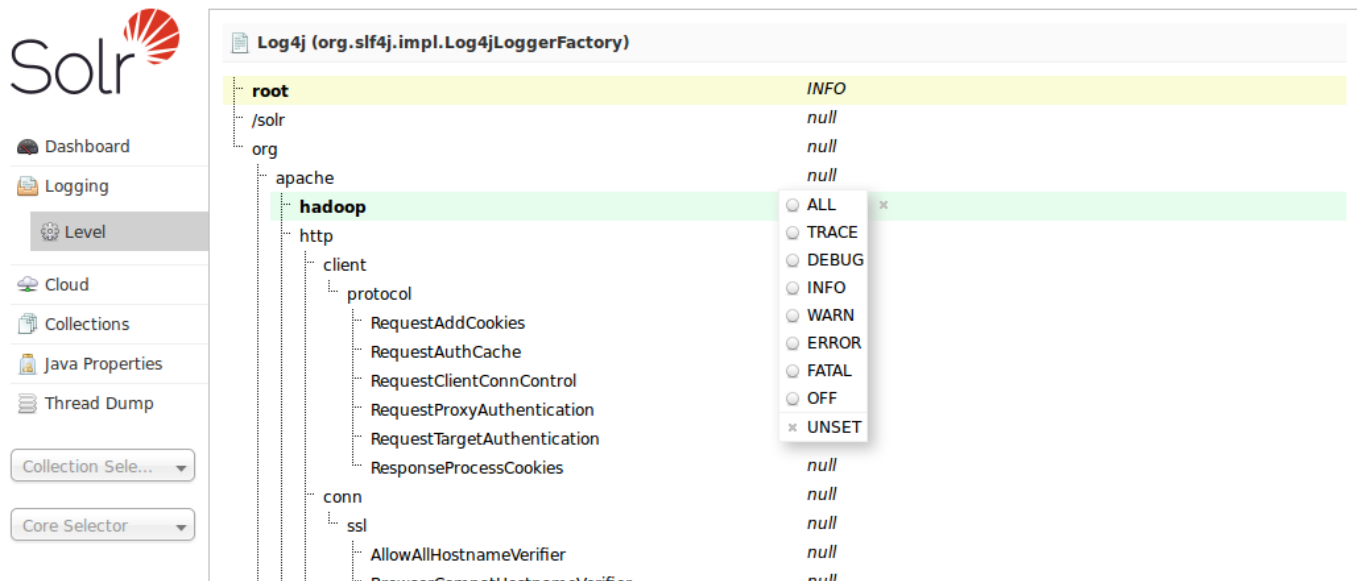 Solr
Dashboard
Logging
Level
Cloud
Collections
Java Properties
Thread Dump
Collection Sele...
Core Selector
Log4j (org.slf4j.impl.Log4jLoggerFactory)
root INFO
/solr null
org null
apache null
hadoop
http
client
protocol
RequestAddCookies
RequestAuthCache
RequestClientConnControl
RequestProxyAuthentication
RequestTargetAuthentication
ResponseProcessCookies null
conn null
ssl null
AllowAllHostnameVerifier null
BrowserCompatHostnameVerifier null
ALL
TRACE
DEBUG
INFO
WARN
ERROR
FATAL
OFF
UNSET